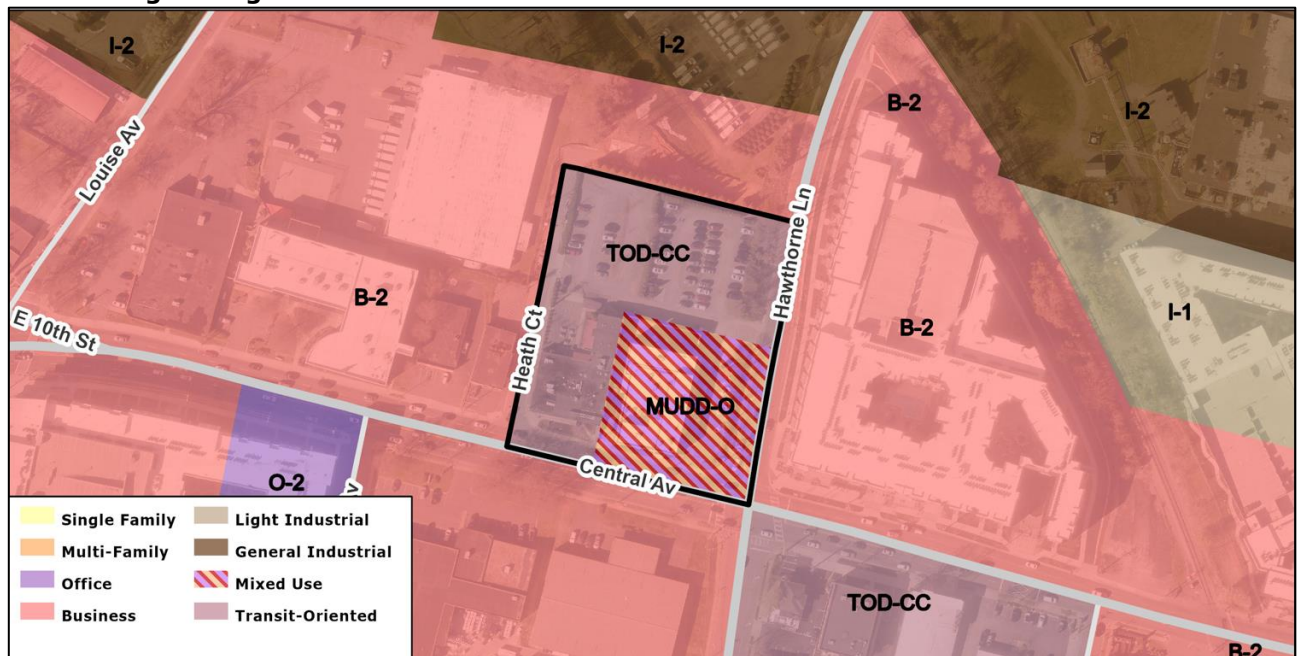 I-2
I-2
B-2
I-2
Louise Av
Hawthorne Ln
TOD-CC
B-2
E 10th St
Heath Ct
B-2
I-1
MUDD-O
O-2
Central Av
v
TOD-CC
B-2
Single Family
Light Industrial
Multi-Family
General Industrial
Office
Mixed Use
Business
Transit-Oriented